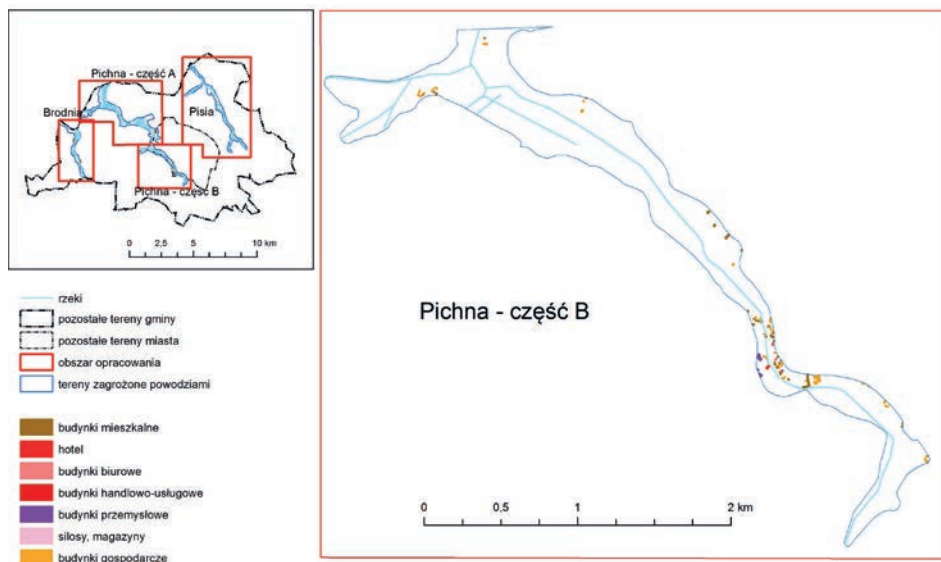 Pichna - część A
Brodnia
Pisia
Pichna - część B
0 2,5 5 10 km
rzeki
pozostałe tereny gminy
pozostałe tereny miasta
obszar opracowania
tereny zagrożone powodziami
budynki mieszkalne
hotel
budynki biurowe
budynki handlowo-usługowe
budynki przemysłowe
silosy, magazyny
budynki gospodarcze
Pichna - część B
0 0,5 1 2 km